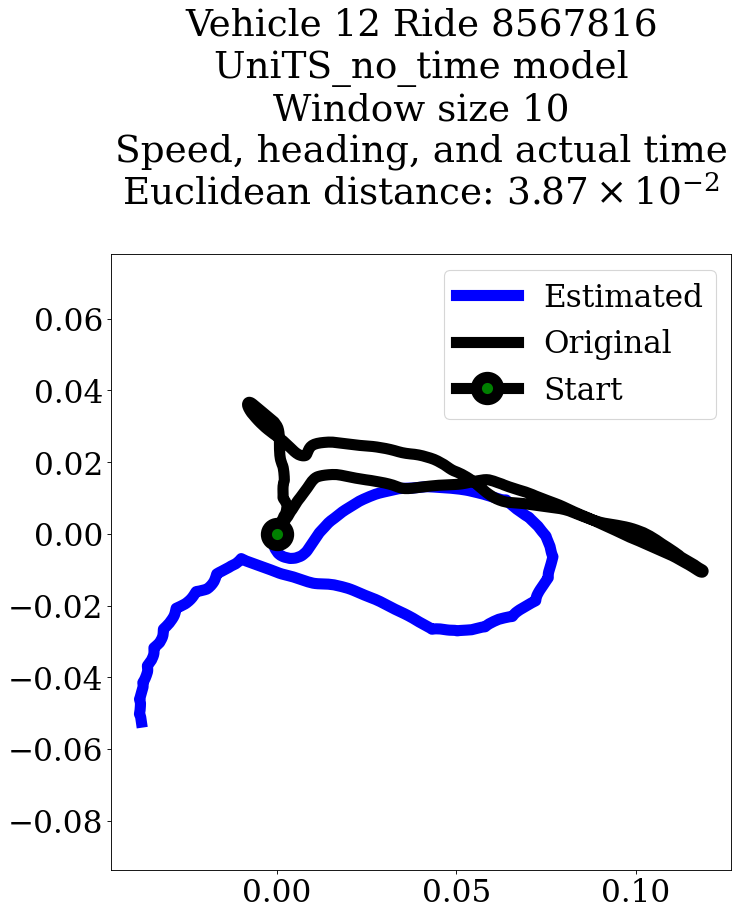 Vehicle 12 Ride 8567816
UniTS_no_time model
Window size 10
Speed, heading, and actual time
Euclidean distance: 3.87 × 10⁻²
Estimated
Original
Start
0.06
0.04
0.02
0.00
−0.02
−0.04
−0.06
−0.08
0.00 0.05 0.10